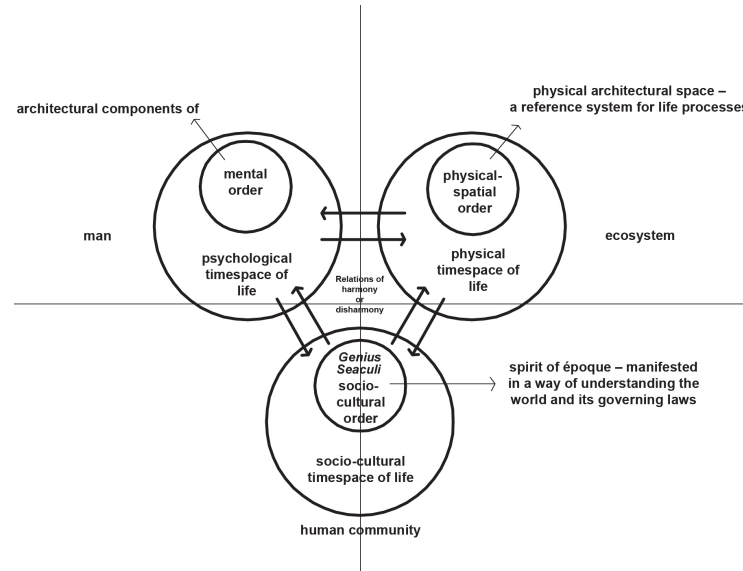 physical architectural space –
a reference system for life processes
architectural components of
mental
order
physical-
spatial
order
man
ecosystem
psychological
timespace of
life
physical
timespace of
life
Relations of
harmony
or
disharmony
Genius
Seaculi
socio-
cultural
order
spirit of époque – manifested
in a way of understanding the
world and its governing laws
socio-cultural
timespace of life
human community